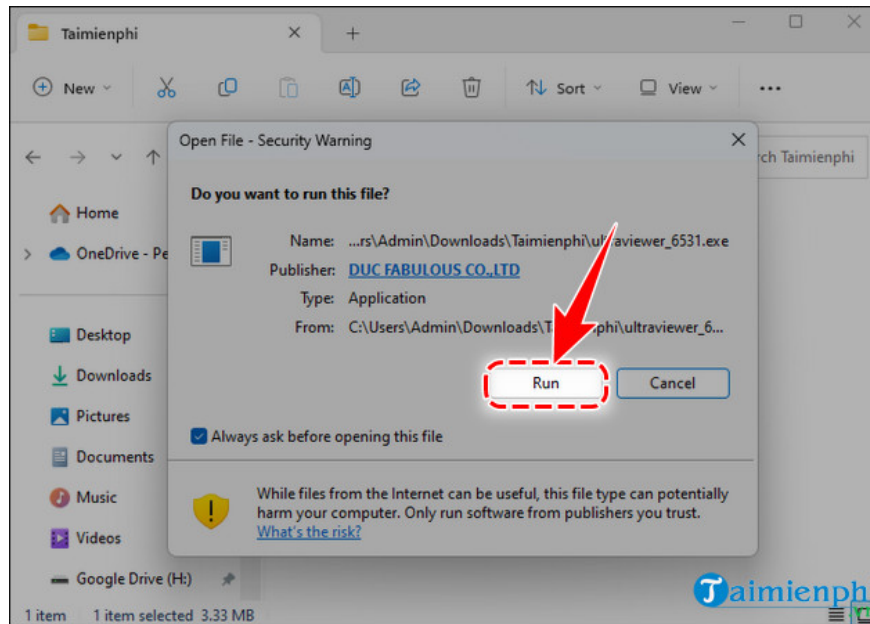 Taimienphi
New
Sort
View
Open File - Security Warning
rch Taimienphi
Do you want to run this file?
Home
Name: ...rs\Admin\Downloads\Taimienphi\ultraviewer_6531.exe
OneDrive - Pe
Publisher: DUC FABULOUS CO.,LTD
Type: Application
From: C:\Users\Admin\Downloads\T phi\ultraviewer_6...
Desktop
Downloads
Run Cancel
Pictures
Always ask before opening this file
Documents
Music
While files from the Internet can be useful, this file type can potentially
harm your computer. Only run software from publishers you trust.
What's the risk?
Videos
Google Drive (H:)
Taimienph
1 item 1 item selected 3.33 MB